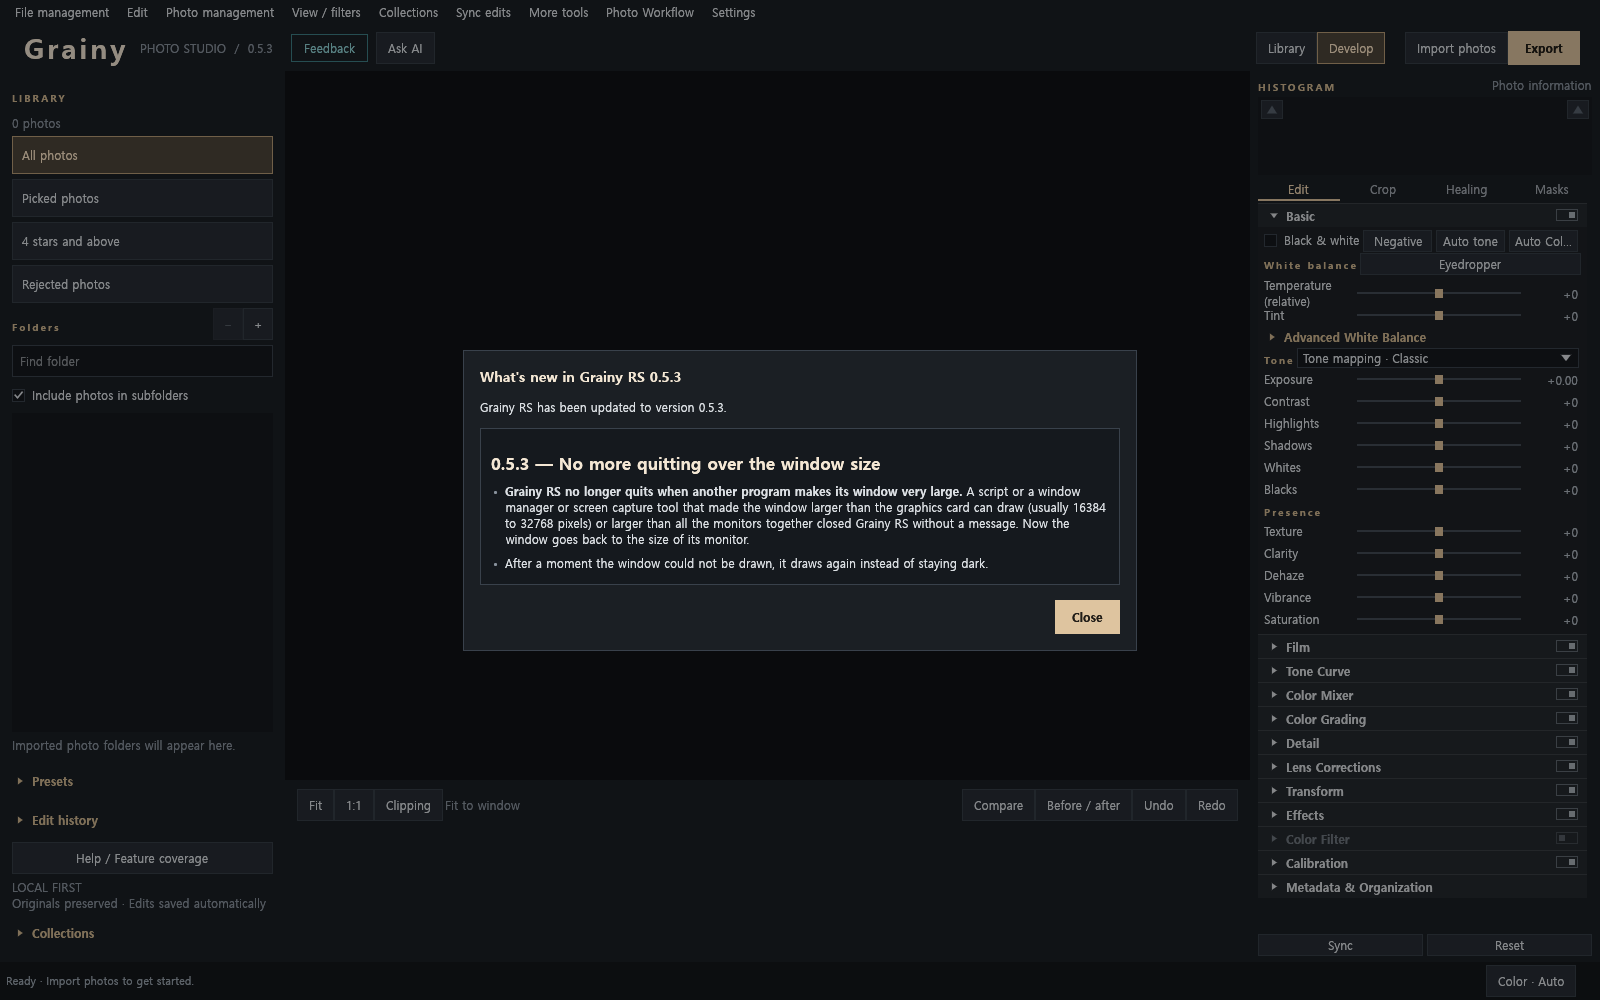 File management Edit Photo management View / filters Collections Sync edits More tools Photo Workflow Settings
Grainy PHOTO STUDIO / 0.5.3 Feedback Ask AI Library Develop Import photos Export
LIBRARY
0 photos
All photos
Picked photos
4 stars and above
Rejected photos
Folders − +
Find folder
Include photos in subfolders
Imported photo folders will appear here.
Presets
Edit history
Help / Feature coverage
LOCAL FIRST
Originals preserved · Edits saved automatically
Collections
What's new in Grainy RS 0.5.3
Grainy RS has been updated to version 0.5.3.
0.5.3 — No more quitting over the window size
• Grainy RS no longer quits when another program makes its window very large. A script or a window
manager or screen capture tool that made the window larger than the graphics card can draw (usually 16384
to 32768 pixels) or larger than all the monitors together closed Grainy RS without a message. Now the
window goes back to the size of its monitor.
• After a moment the window could not be drawn, it draws again instead of staying dark.
Close
Fit 1:1 Clipping Fit to window Compare Before / after Undo Redo
HISTOGRAM Photo information
Edit Crop Healing Masks
Basic
Black & white Negative Auto tone Auto Col...
White balance Eyedropper
Temperature
(relative) +0
Tint +0
Advanced White Balance
Tone Tone mapping · Classic
Exposure +0.00
Contrast +0
Highlights +0
Shadows +0
Whites +0
Blacks +0
Presence
Texture +0
Clarity +0
Dehaze +0
Vibrance +0
Saturation +0
Film
Tone Curve
Color Mixer
Color Grading
Detail
Lens Corrections
Transform
Effects
Color Filter
Calibration
Metadata & Organization
Sync Reset
Ready · Import photos to get started. Color · Auto